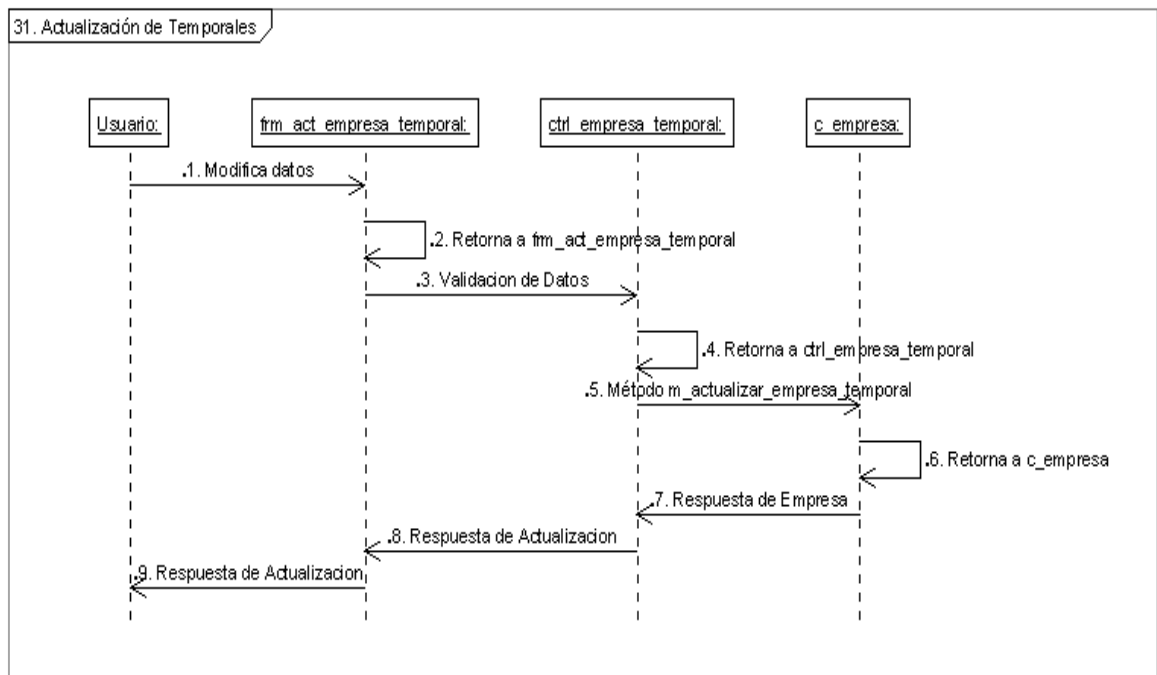 31. Actualización de Temporales
Usuario:
frm_act_empresa_temporal:
ctrl_empresa_temporal:
c_empresa:
.1. Modifica datos
.2. Retorna a frm_act_empresa_temporal
.3. Validacion de Datos
.4. Retorna a ctrl_empresa_temporal
.5. Método m_actualizar_empresa_temporal
.6. Retorna a c_empresa
.7. Respuesta de Empresa
.8. Respuesta de Actualizacion
.9. Respuesta de Actualizacion